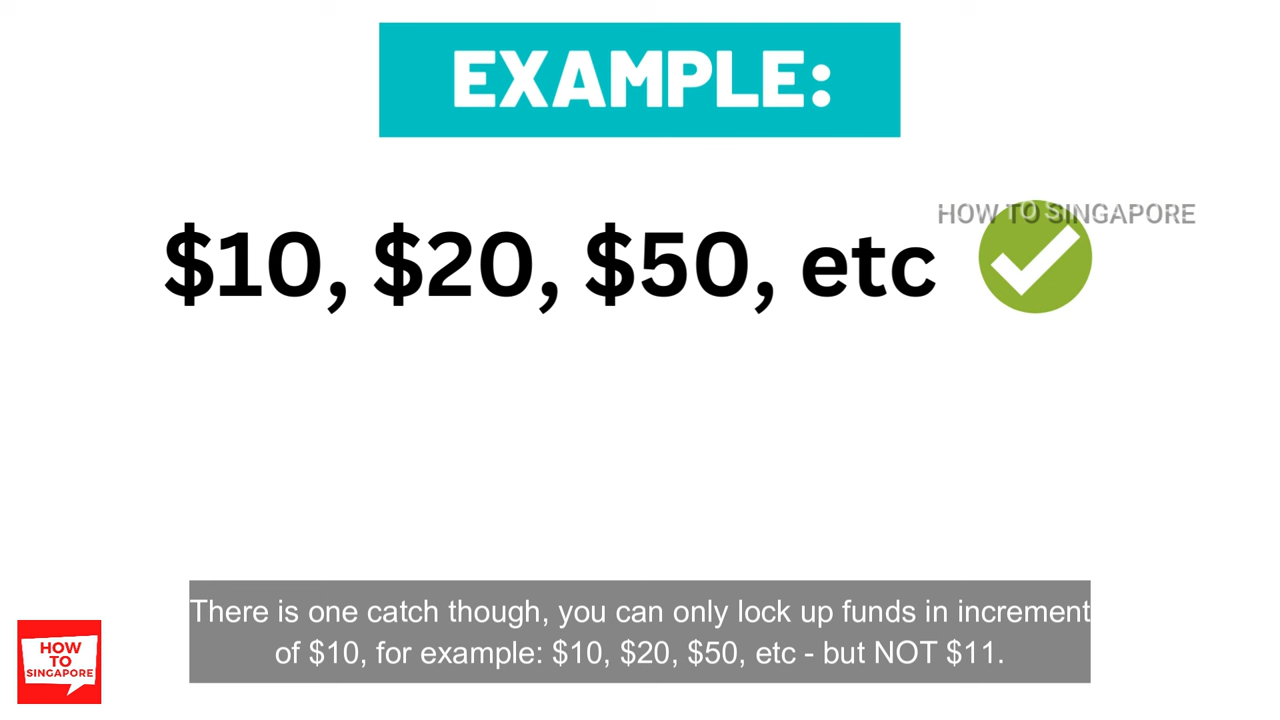 EXAMPLE:
HOW TO SINGAPORE
$10, $20, $50, etc
There is one catch though, you can only lock up funds in increment
of $10, for example: $10, $20, $50, etc - but NOT $11.
HOW
TO
SINGAPORE